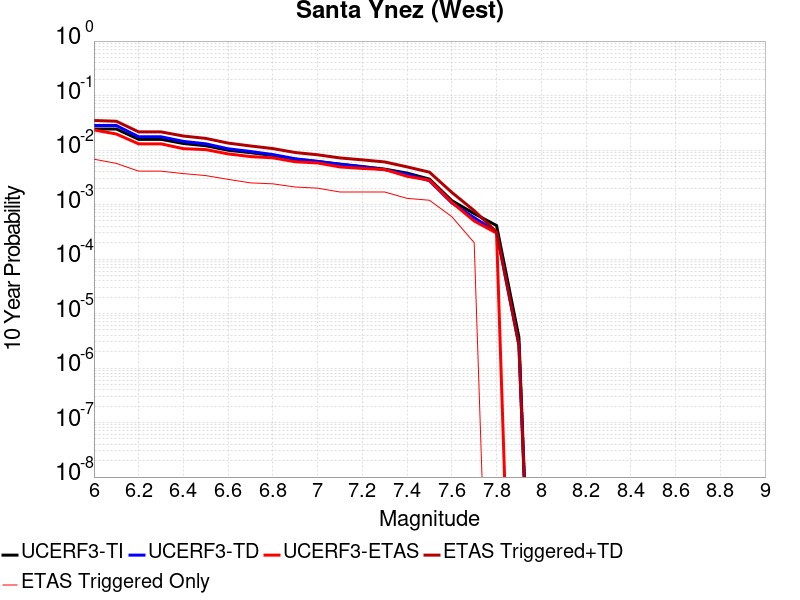 Santa Ynez (West)
10^0
10^-1
10^-2
10^-3
10^-4
10^-5
10^-6
10^-7
10^-8
10 Year Probability
6 6.2 6.4 6.6 6.8 7 7.2 7.4 7.6 7.8 8 8.2 8.4 8.6 8.8 9
Magnitude
UCERF3-TI UCERF3-TD UCERF3-ETAS ETAS Triggered+TD
ETAS Triggered Only